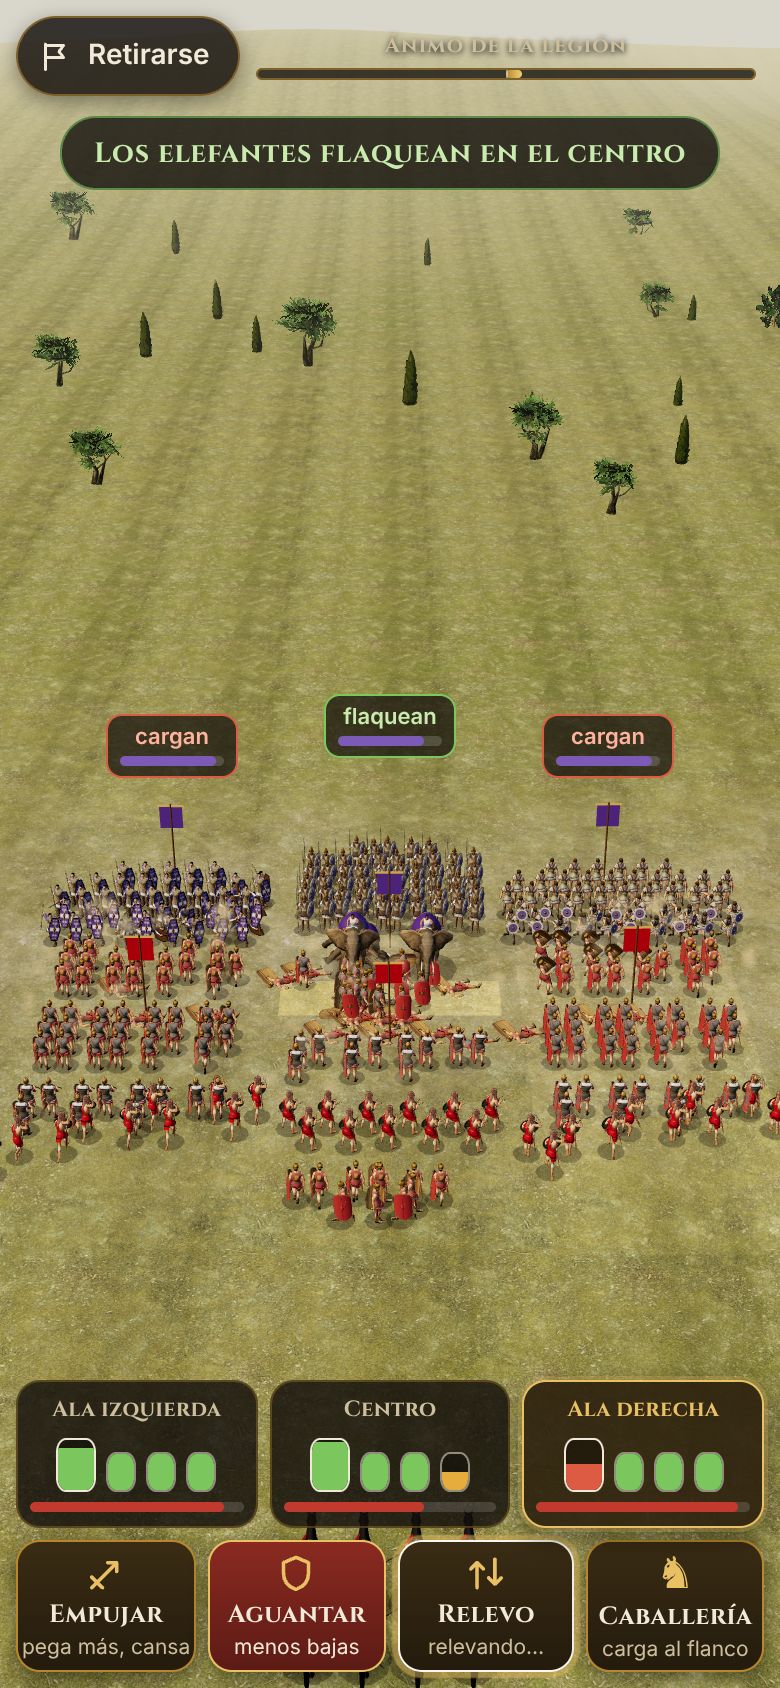 Retirarse
Ánimo de la legión
Los elefantes flaquean en el centro
cargan
flaquean
cargan
Ala izquierda
Centro
Ala derecha
Empujar
pega más, cansa
Aguantar
menos bajas
Relevo
relevando...
Caballería
carga al flanco